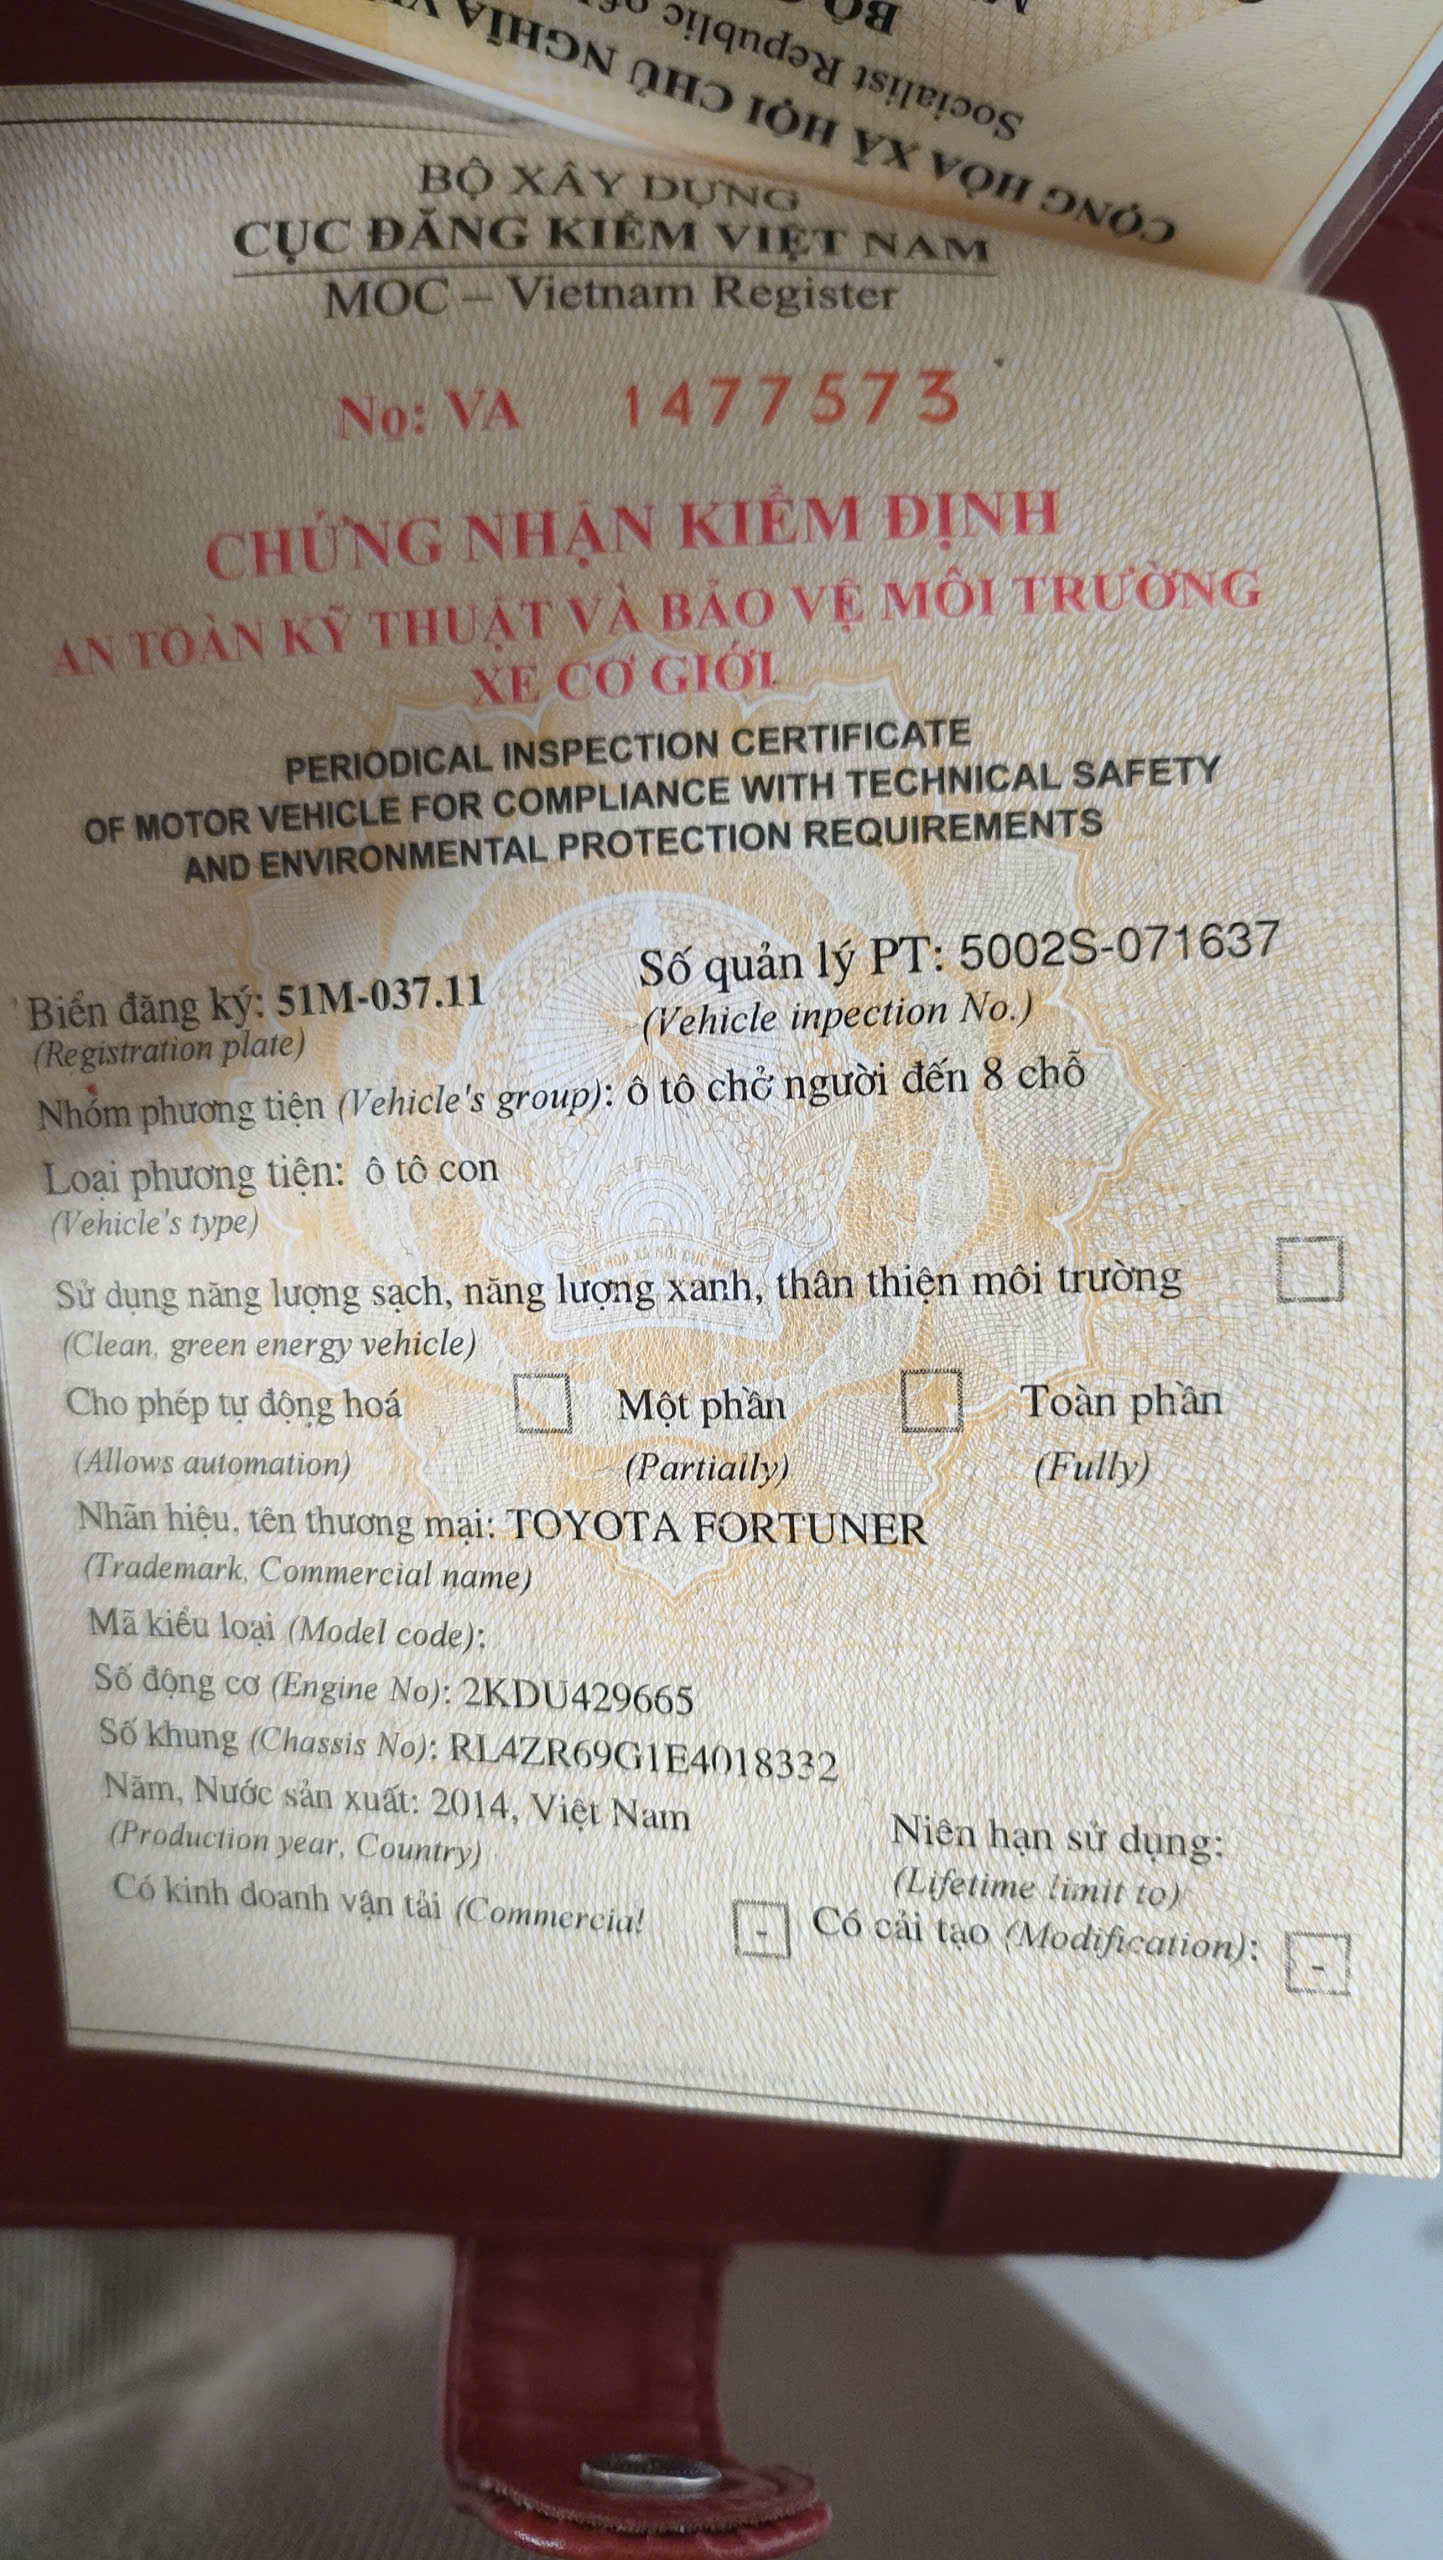 CỘNG HÒA XÃ HỘI CHỦ NGHĨA
Socialist Republic of
BỘ
BỘ XÂY DỰNG
CỤC ĐĂNG KIỂM VIỆT NAM
MOC – Vietnam Register
No: VA 1477573
CHỨNG NHẬN KIỂM ĐỊNH
AN TOÀN KỸ THUẬT VÀ BẢO VỆ MÔI TRƯỜNG
XE CƠ GIỚI
PERIODICAL INSPECTION CERTIFICATE
OF MOTOR VEHICLE FOR COMPLIANCE WITH TECHNICAL SAFETY
AND ENVIRONMENTAL PROTECTION REQUIREMENTS
Biển đăng ký: 51M-037.11 Số quản lý PT: 5002S-071637
(Registration plate) (Vehicle inpection No.)
Nhóm phương tiện (Vehicle's group): ô tô chở người đến 8 chỗ
Loại phương tiện: ô tô con
(Vehicle's type)
Sử dụng năng lượng sạch, năng lượng xanh, thân thiện môi trường
(Clean, green energy vehicle)
Cho phép tự động hoá Một phần Toàn phần
(Allows automation) (Partially) (Fully)
Nhãn hiệu, tên thương mại: TOYOTA FORTUNER
(Trademark, Commercial name)
Mã kiểu loại (Model code):
Số động cơ (Engine No): 2KDU429665
Số khung (Chassis No): RL4ZR69G1E4018332
Năm, Nước sản xuất: 2014, Việt Nam Niên hạn sử dụng:
(Production year, Country) (Lifetime limit to)
Có kinh doanh vận tải (Commercial - Có cải tạo (Modification): -